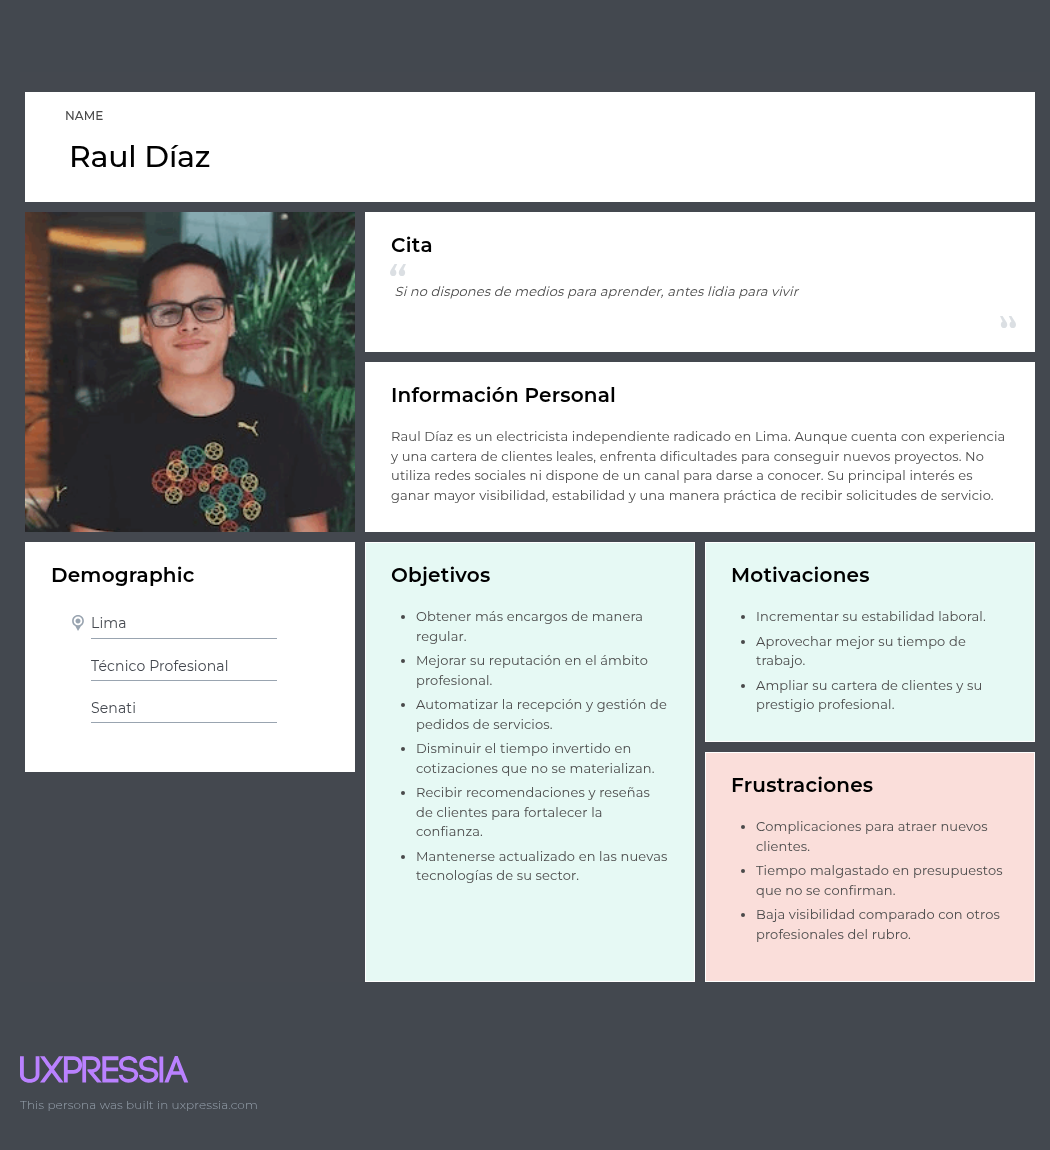 NAME
Raul Díaz
Cita
“
Si no dispones de medios para aprender, antes lidia para vivir
”
Información Personal
Raul Díaz es un electricista independiente radicado en Lima. Aunque cuenta con experiencia
y una cartera de clientes leales, enfrenta dificultades para conseguir nuevos proyectos. No
utiliza redes sociales ni dispone de un canal para darse a conocer. Su principal interés es
ganar mayor visibilidad, estabilidad y una manera práctica de recibir solicitudes de servicio.
Demographic
Lima
Técnico Profesional
Senati
Objetivos
• Obtener más encargos de manera
regular.
• Mejorar su reputación en el ámbito
profesional.
• Automatizar la recepción y gestión de
pedidos de servicios.
• Disminuir el tiempo invertido en
cotizaciones que no se materializan.
• Recibir recomendaciones y reseñas
de clientes para fortalecer la
confianza.
• Mantenerse actualizado en las nuevas
tecnologías de su sector.
Motivaciones
• Incrementar su estabilidad laboral.
• Aprovechar mejor su tiempo de
trabajo.
• Ampliar su cartera de clientes y su
prestigio profesional.
Frustraciones
• Complicaciones para atraer nuevos
clientes.
• Tiempo malgastado en presupuestos
que no se confirman.
• Baja visibilidad comparado con otros
profesionales del rubro.
UXPRESSIA
This persona was built in uxpressia.com